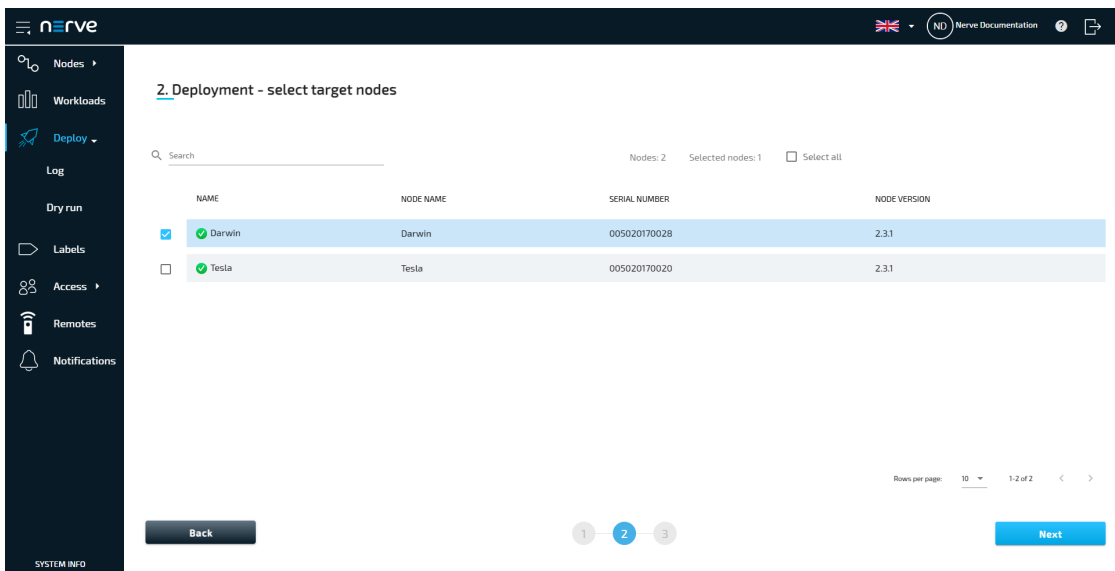 nerve
ND Nerve Documentation ?
Nodes
Workloads
Deploy
Log
Dry run
Labels
Access
Remotes
Notifications
SYSTEM INFO
2. Deployment - select target nodes
Search
Nodes: 2 Selected nodes: 1 Select all
NAME NODE NAME SERIAL NUMBER NODE VERSION
Darwin Darwin 005020170028 2.3.1
Tesla Tesla 005020170020 2.3.1
Rows per page: 10 1-2 of 2
Back 1 2 3 Next